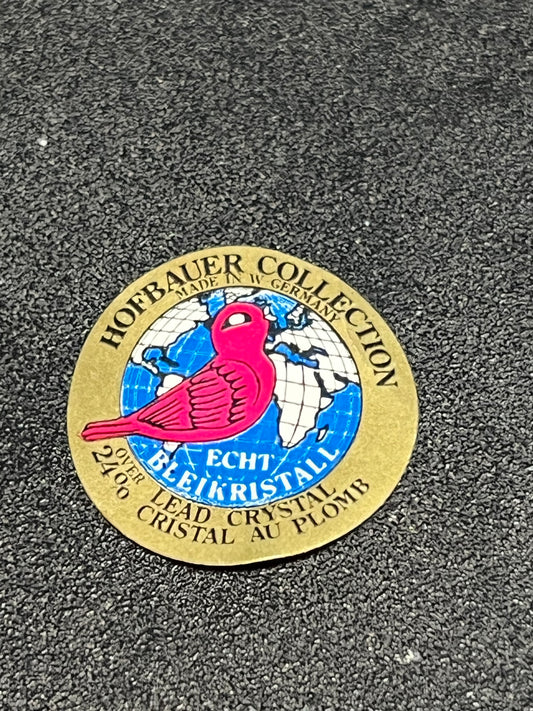 HOFBAUER COLLECTION
MADE IN W. GERMANY
ECHT
BLEIKRISTALL
OVER
24% LEAD CRYSTAL
CRISTAL AU PLOMB